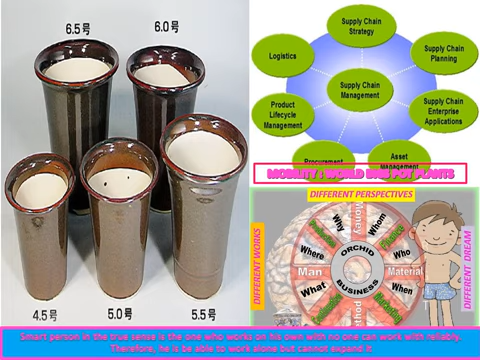 6.5号
6.0号
4.5号
5.0号
5.5号
Supply Chain
Strategy
Logistics
Supply Chain
Planning
Supply Chain
Management
Product
Lifecycle
Management
Supply Chain
Enterprise
Applications
Procurement
Asset
Management
MOBILITY : WORLD ENIS POT PLANTS
DIFFERENT PERSPECTIVES
DIFFERENT WORKS
DIFFERENT DREAM
ORCHID
BUSINESS
Why
Money
Whom
Who
Material
When
What
Man
Where
Smart person in the true sense is the one who works on his own with no one can work with reliably.
Therefore, he is be able to work alone but cannot expand it